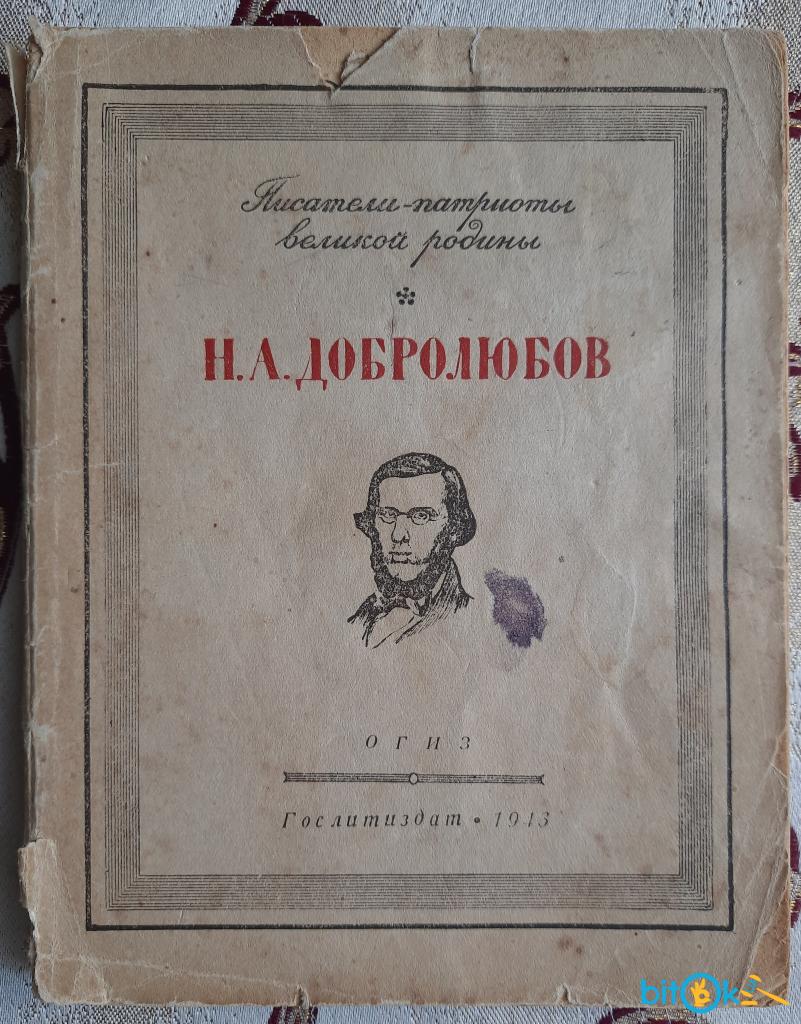 Писатели-патриоты
великой родины
Н. А. ДОБРОЛЮБОВ
ОГИЗ
Гослитиздат • 1943
bitok